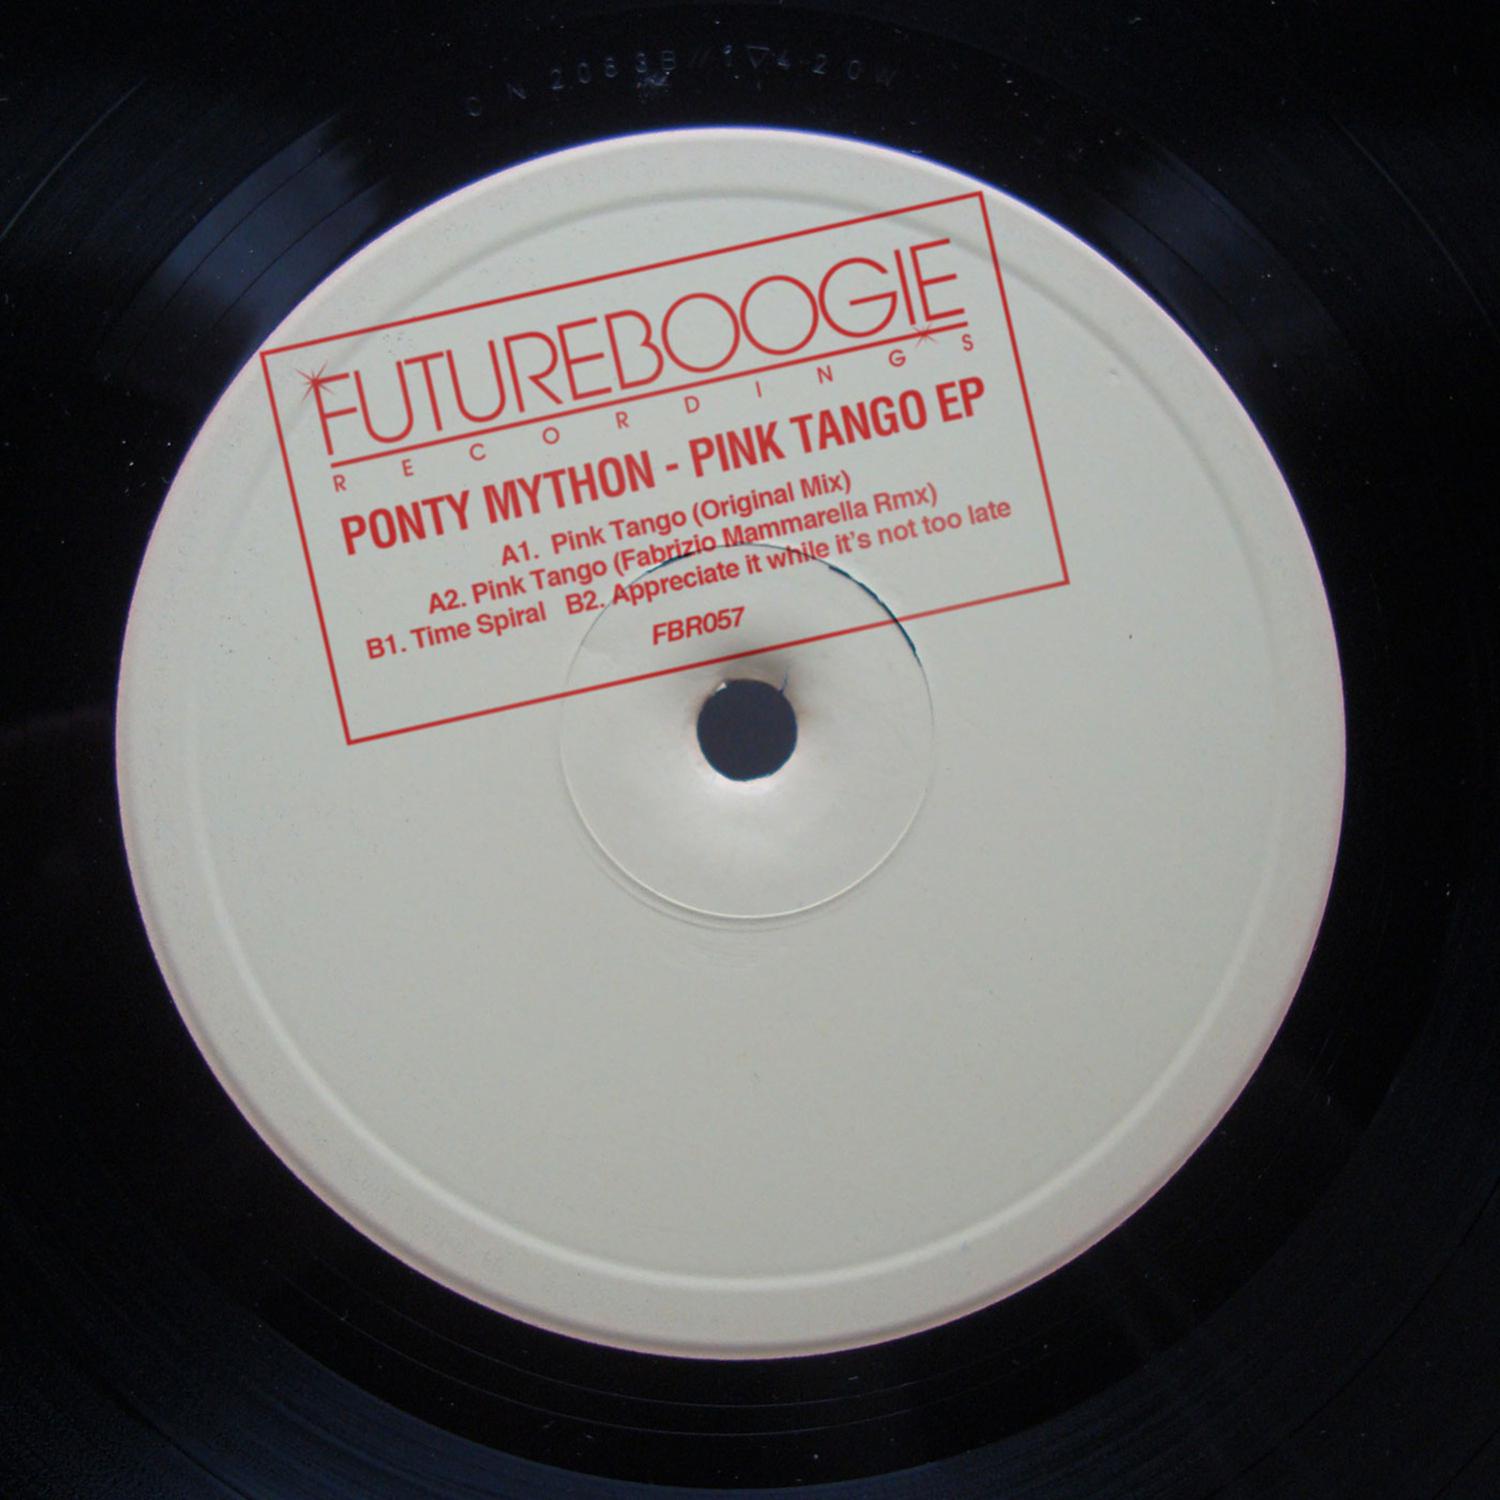 FUTUREBOOGIE
RECORDINGS
PONTY MYTHON - PINK TANGO EP
A1. Pink Tango (Original Mix)
A2. Pink Tango (Fabrizio Mammarella Rmx)
B1. Time Spiral B2. Appreciate it while it's not too late
FBR057